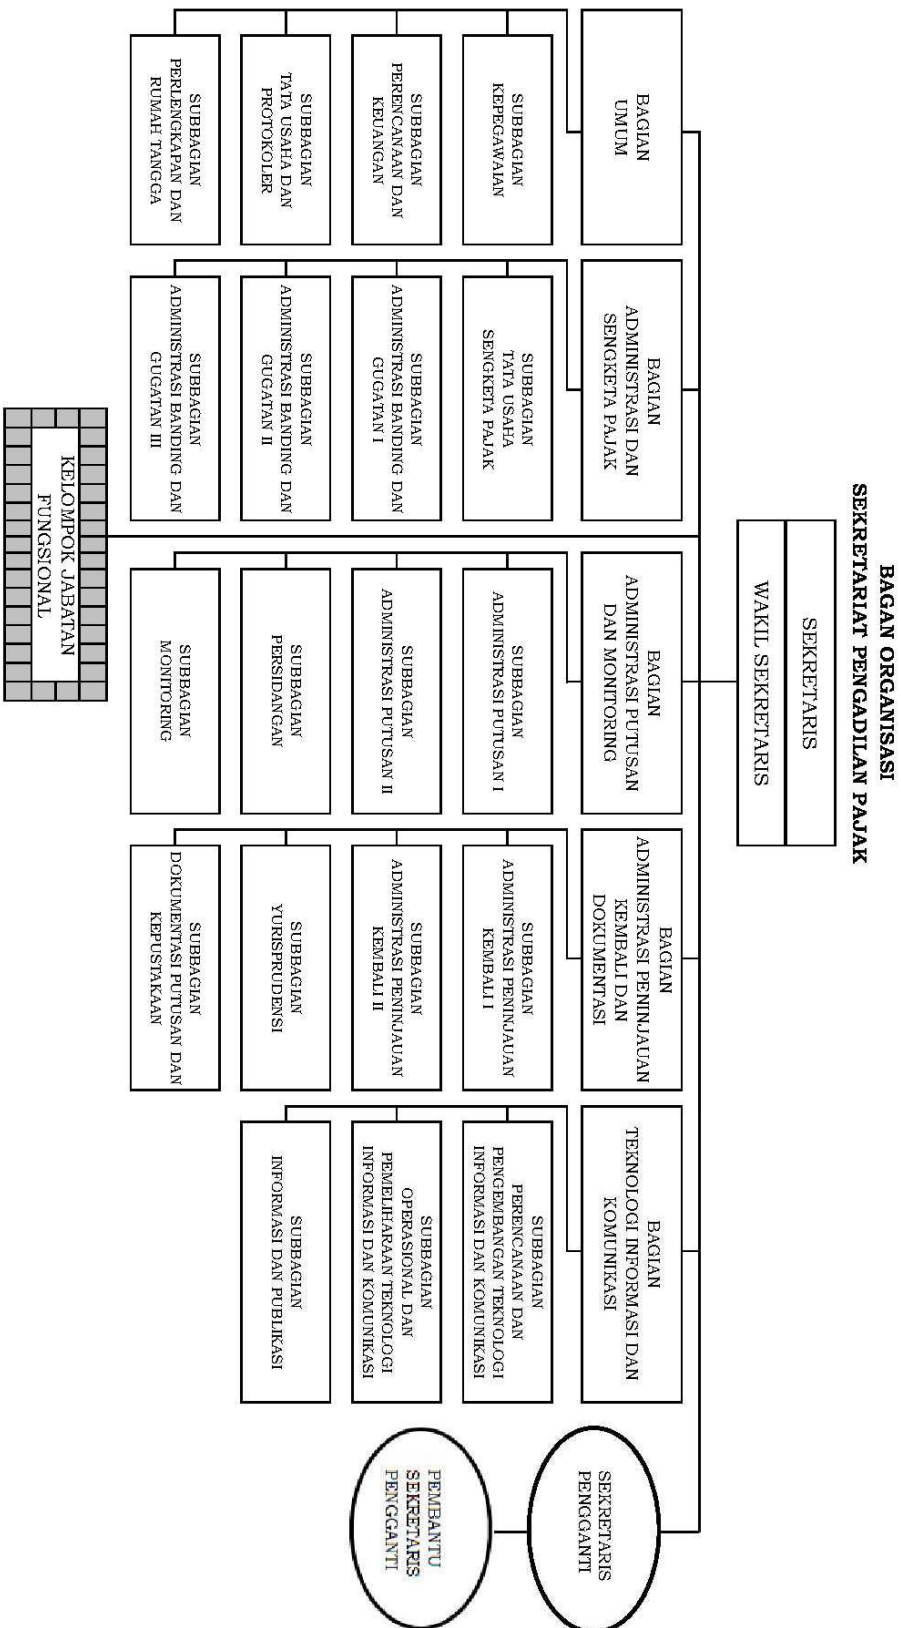 BAGAN ORGANISASI
SEKRETARIAT PENGADILAN PAJAK
SEKRETARIS
WAKIL SEKRETARIS
BAGIAN
UMUM
SUBBAGIAN
KEPEGAWAIAN
SUBBAGIAN
PERENCANAAN DAN
KEUANGAN
SUBBAGIAN
TATA USAHA DAN
PROTOKOLER
SUBBAGIAN
PERLENGKAPAN DAN
RUMAH TANGGA
BAGIAN
ADMINISTRASI DAN
SENGKETA PAJAK
SUBBAGIAN
TATA USAHA
SENGKETA PAJAK
SUBBAGIAN
ADMINISTRASI BANDING DAN
GUGATAN I
SUBBAGIAN
ADMINISTRASI BANDING DAN
GUGATAN II
SUBBAGIAN
ADMINISTRASI BANDING DAN
GUGATAN III
BAGIAN
ADMINISTRASI PUTUSAN
DAN MONITORING
SUBBAGIAN
ADMINISTRASI PUTUSAN I
SUBBAGIAN
ADMINISTRASI PUTUSAN II
SUBBAGIAN
PERSIDANGAN
SUBBAGIAN
MONITORING
BAGIAN
ADMINISTRASI PENINJAUAN
KEMBALI DAN
DOKUMENTASI
SUBBAGIAN
ADMINISTRASI PENINJAUAN
KEMBALI I
SUBBAGIAN
ADMINISTRASI PENINJAUAN
KEMBALI II
SUBBAGIAN
YURISPRUDENSI
SUBBAGIAN
DOKUMENTASI PUTUSAN DAN
KEPUSTAKAAN
BAGIAN
TEKNOLOGI INFORMASI DAN
KOMUNIKASI
SUBBAGIAN
PERENCANAAN DAN
PENGEMBANGAN TEKNOLOGI
INFORMASI DAN KOMUNIKASI
SUBBAGIAN
OPERASIONAL DAN
PEMELIHARAAN TEKNOLOGI
INFORMASI DAN KOMUNIKASI
SUBBAGIAN
INFORMASI DAN PUBLIKASI
SEKRETARIS
PENGGANTI
PEMBANTU
SEKRETARIS
PENGGANTI
KELOMPOK JABATAN
FUNGSIONAL